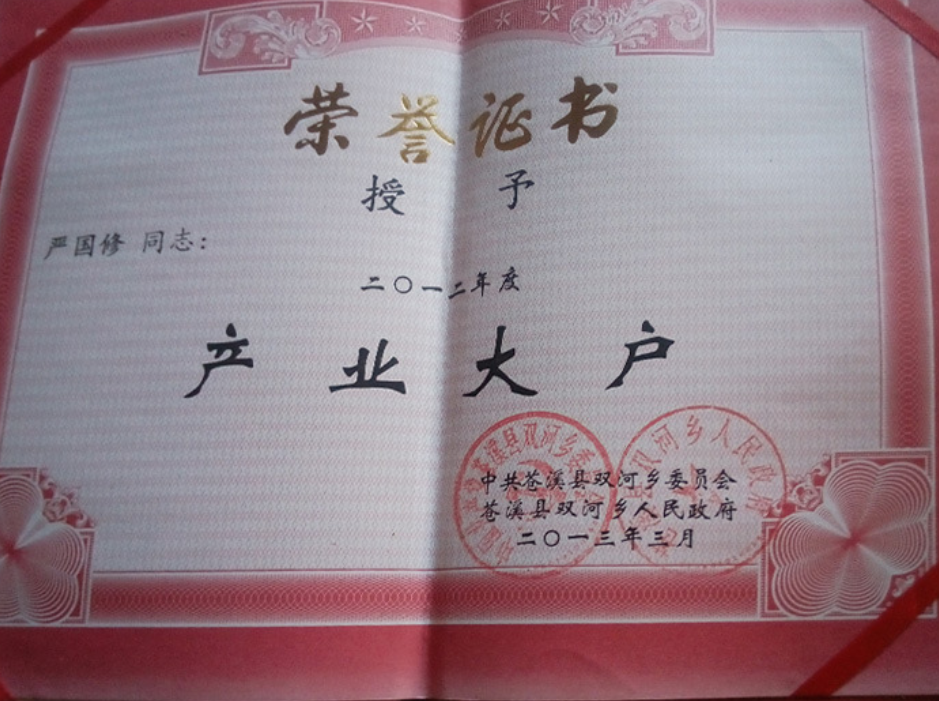 荣誉证书
授 予
严国修 同志：
二〇一二年度
产业大户
中共苍溪县双河乡委员会
苍溪县双河乡人民政府
二〇一三年三月